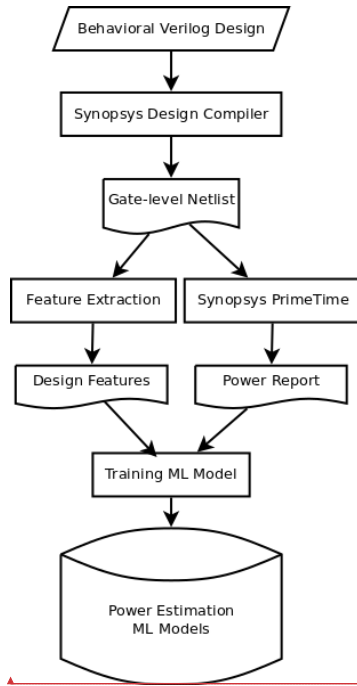 Behavioral Verilog Design
Synopsys Design Compiler
Gate-level Netlist
Feature Extraction
Synopsys PrimeTime
Design Features
Power Report
Training ML Model
Power Estimation
ML Models